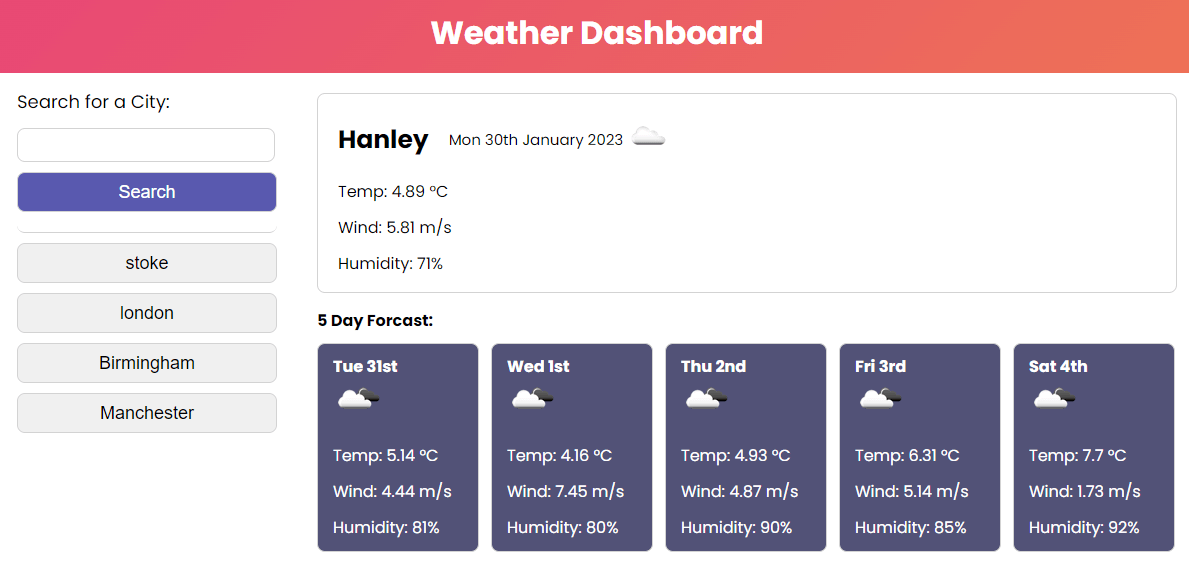 Weather Dashboard
Search for a City:
Search
stoke
london
Birmingham
Manchester
Hanley Mon 30th January 2023
Temp: 4.89 °C
Wind: 5.81 m/s
Humidity: 71%
5 Day Forcast:
Tue 31st
Temp: 5.14 °C
Wind: 4.44 m/s
Humidity: 81%
Wed 1st
Temp: 4.16 °C
Wind: 7.45 m/s
Humidity: 80%
Thu 2nd
Temp: 4.93 °C
Wind: 4.87 m/s
Humidity: 90%
Fri 3rd
Temp: 6.31 °C
Wind: 5.14 m/s
Humidity: 85%
Sat 4th
Temp: 7.7 °C
Wind: 1.73 m/s
Humidity: 92%